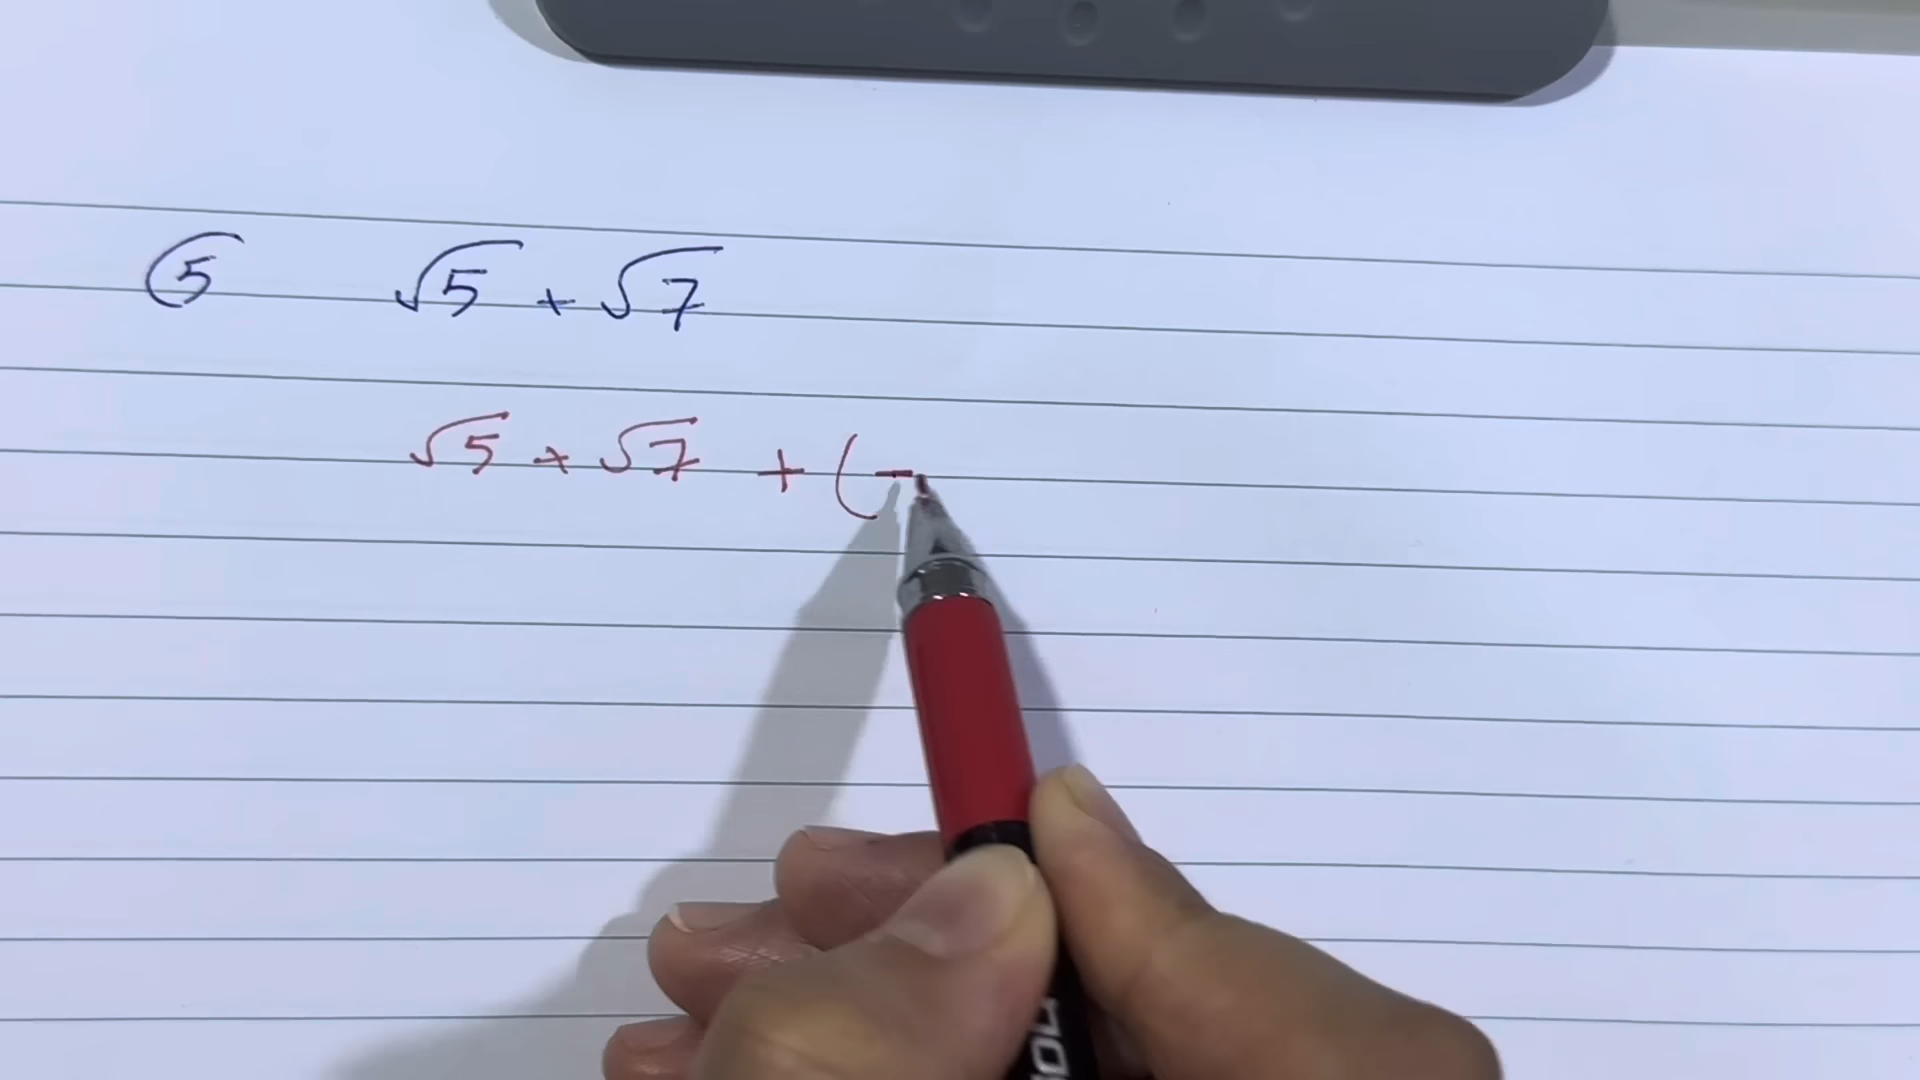 ⑤ √5 + √7
√5 + √7 + (-